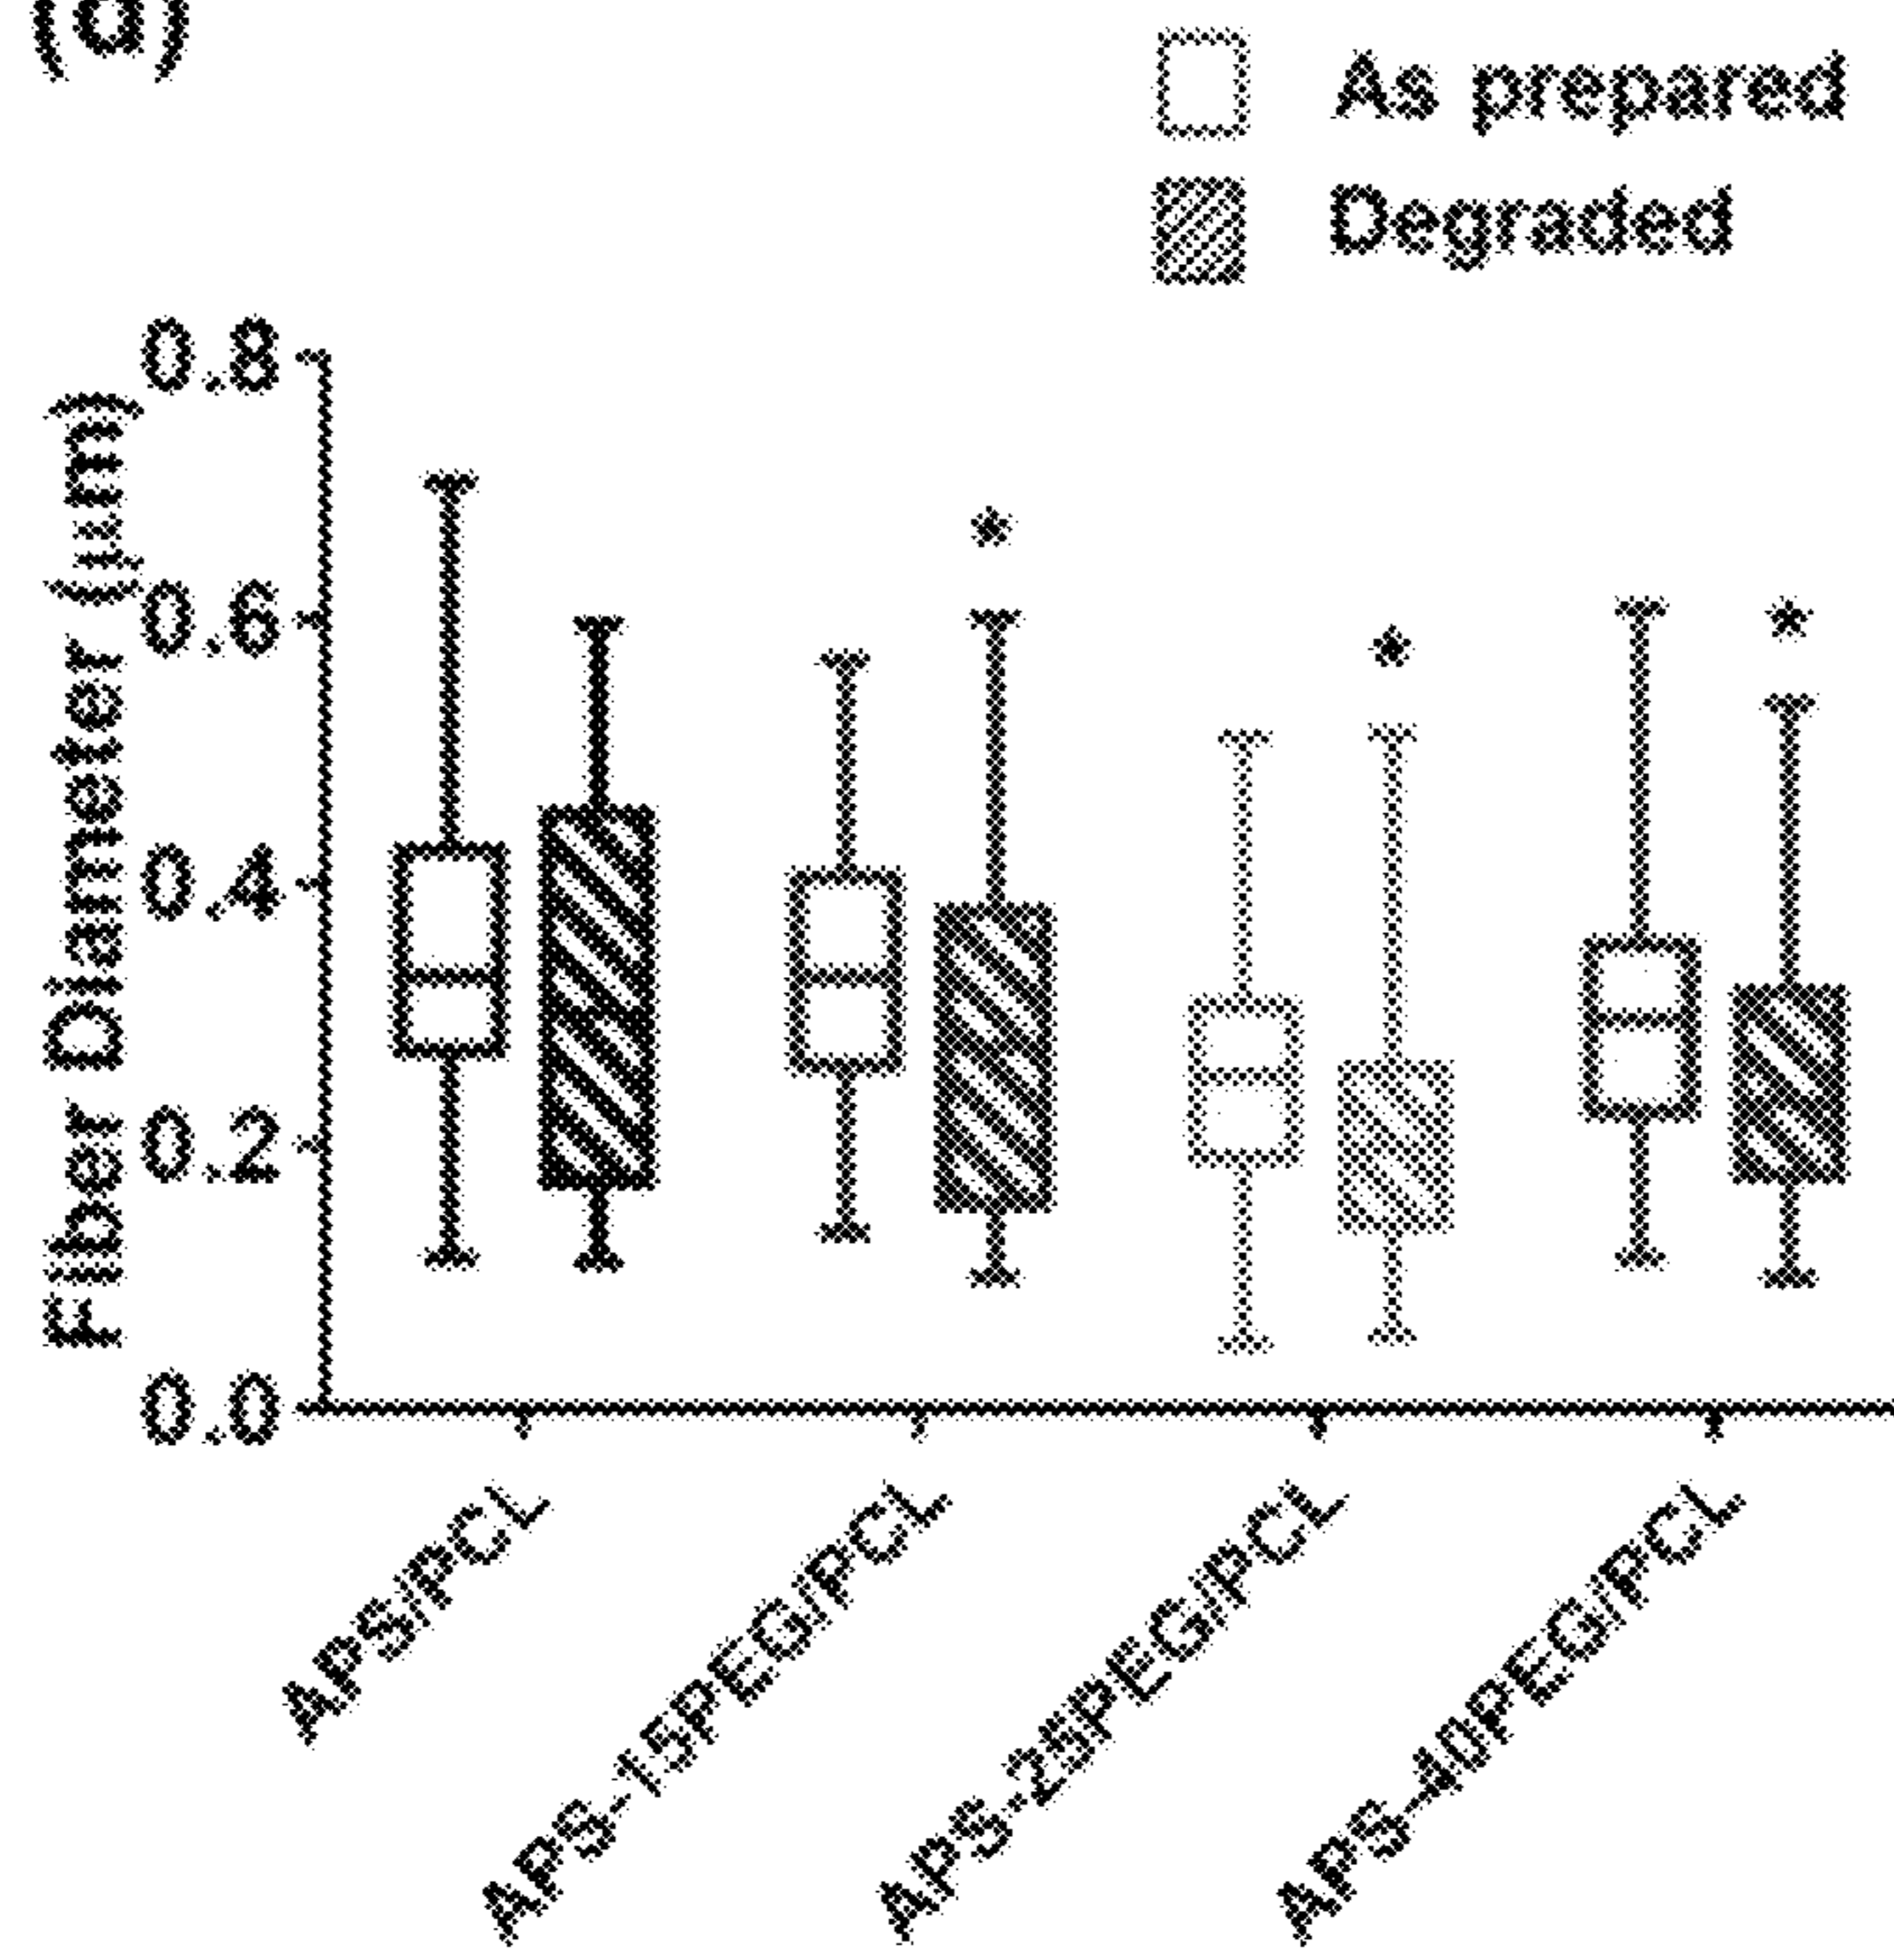 As prepared
Degraded
Fiber Diameter (µm)
0.8
0.6
0.4
0.2
0.0
*
*
*
APS/PCL
APS-15PEG/PCL
APS-25PEG/PCL
APS-40PEG/PCL